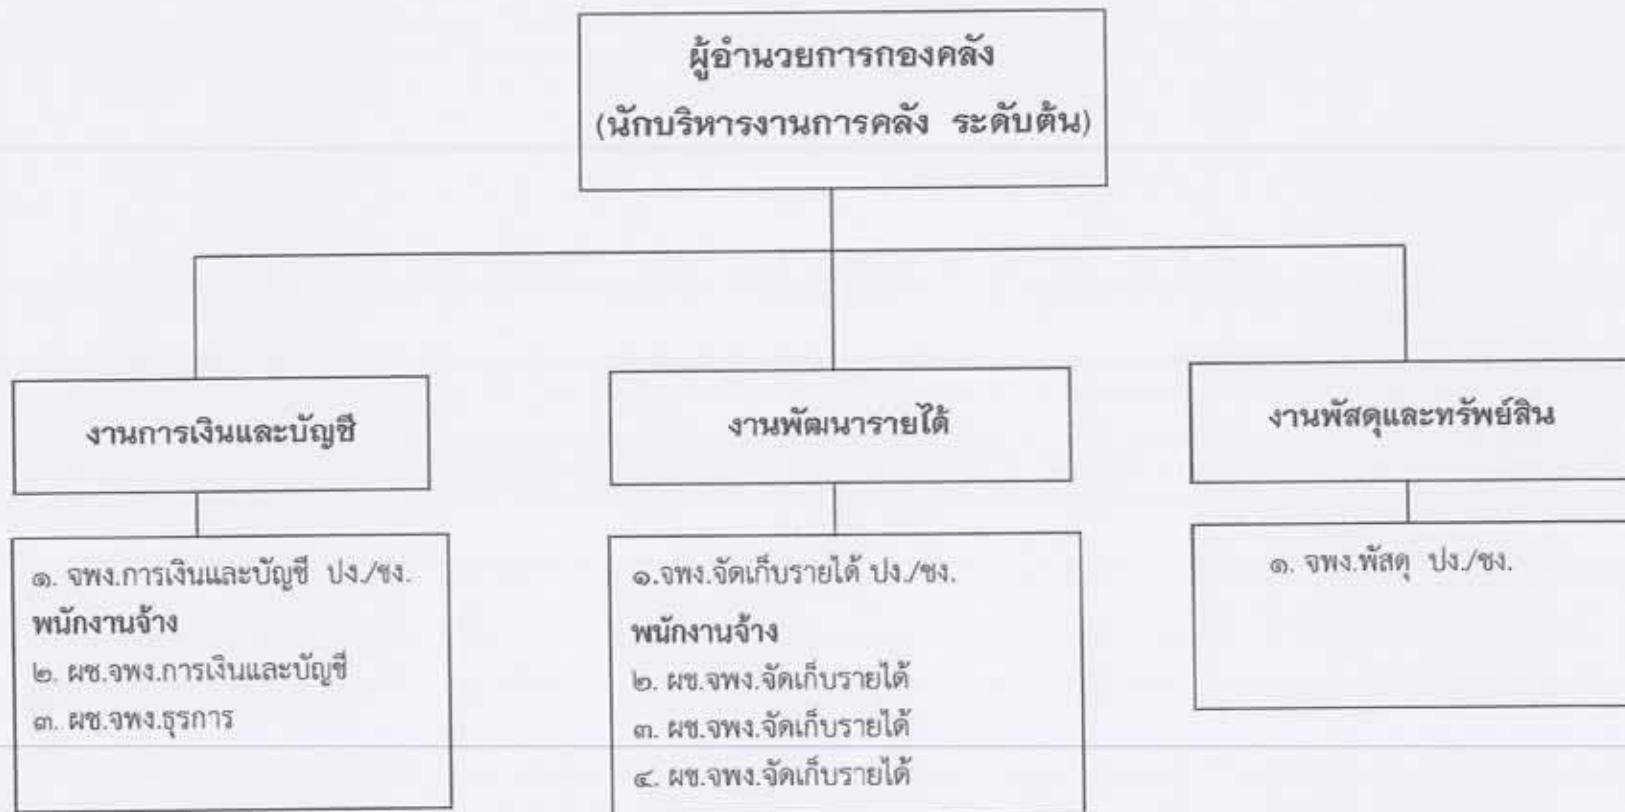 ผู้อำนวยการกองคลัง
(นักบริหารงานการคลัง ระดับต้น)
งานการเงินและบัญชี
งานพัฒนารายได้
งานพัสดุและทรัพย์สิน
๑. จพง.การเงินและบัญชี ปง./ชง.
พนักงานจ้าง
๒. ผช.จพง.การเงินและบัญชี
๓. ผช.จพง.ธุรการ
๑.จพง.จัดเก็บรายได้ ปง./ชง.
พนักงานจ้าง
๒. ผช.จพง.จัดเก็บรายได้
๓. ผช.จพง.จัดเก็บรายได้
๔. ผช.จพง.จัดเก็บรายได้
๑. จพง.พัสดุ ปง./ชง.